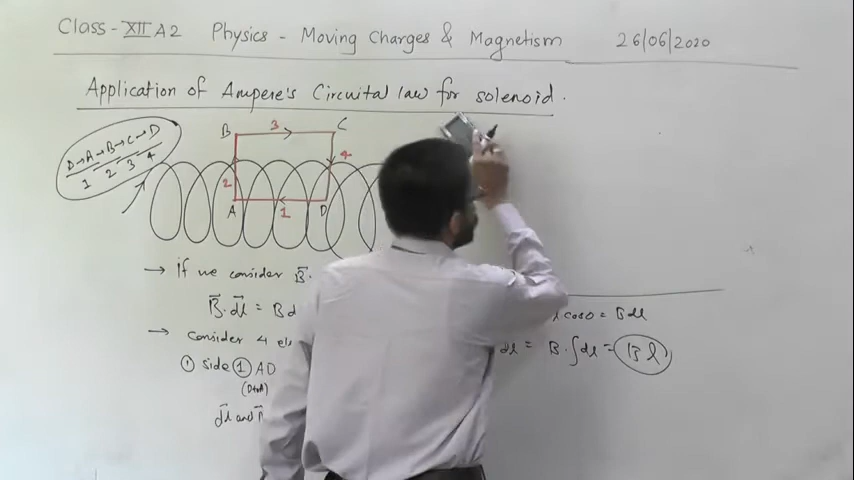 Class - XII A2 Physics - Moving Charges & Magnetism 26/06/2020
Application of Ampere's Circuital law for solenoid.
D→A→B→C→D
1 2 3 4
B 3 C
4
2
A 1 D
→ If we consider B⃗.
B⃗.dl⃗ = B d
l cos0 = Bdl
→ Consider 4
dl = B.∫dl = Bl
① side ① AD
(D→A)
dl⃗ and B⃗